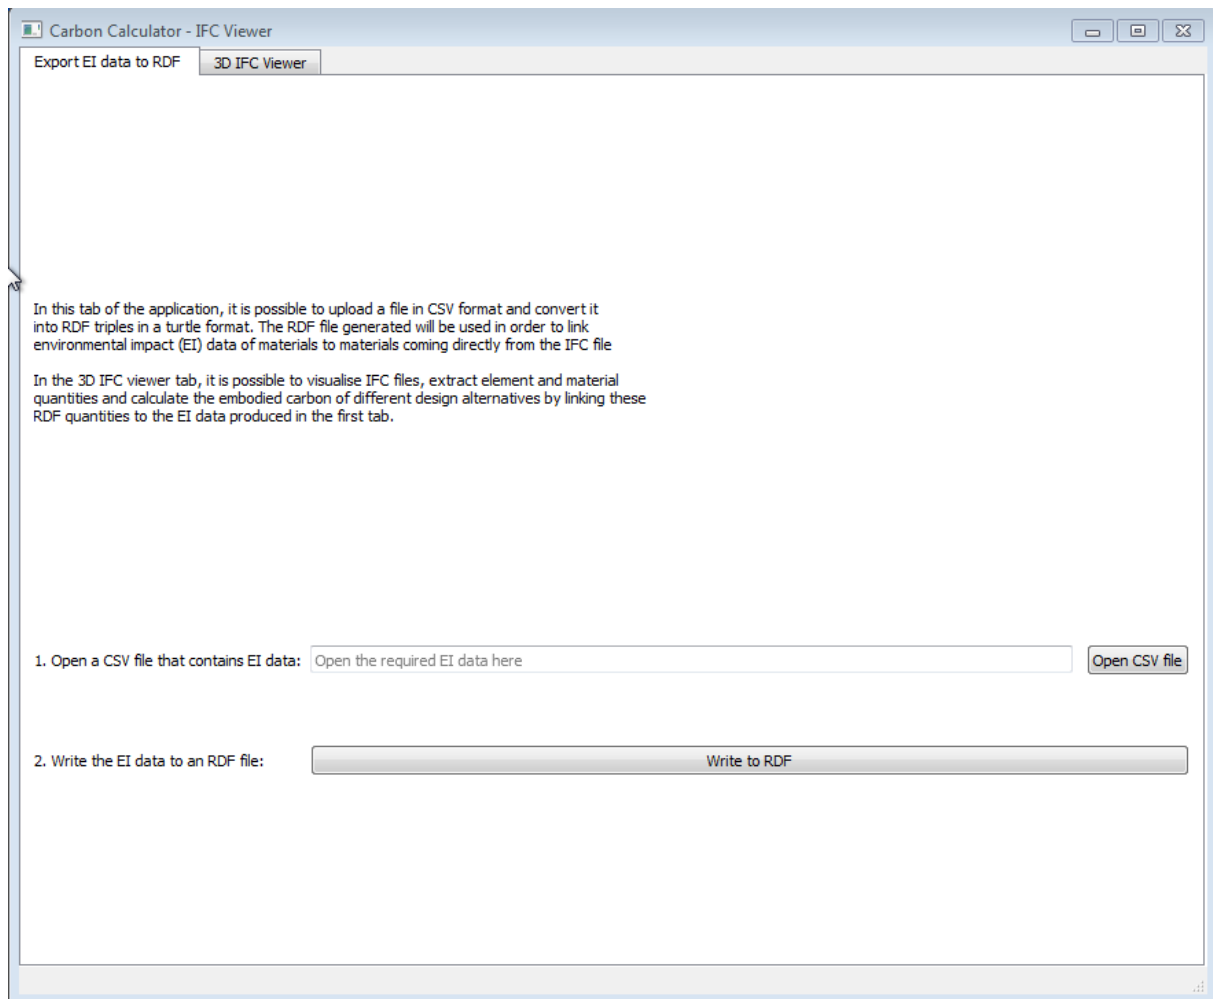 Carbon Calculator - IFC Viewer
Export EI data to RDF
3D IFC Viewer
In this tab of the application, it is possible to upload a file in CSV format and convert it
into RDF triples in a turtle format. The RDF file generated will be used in order to link
environmental impact (EI) data of materials to materials coming directly from the IFC file
In the 3D IFC viewer tab, it is possible to visualise IFC files, extract element and material
quantities and calculate the embodied carbon of different design alternatives by linking these
RDF quantities to the EI data produced in the first tab.
1. Open a CSV file that contains EI data: Open the required EI data here Open CSV file
2. Write the EI data to an RDF file: Write to RDF